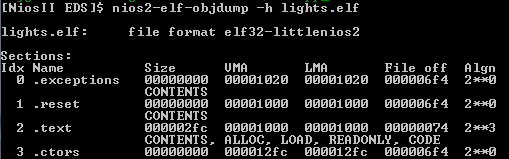 [NiosII EDS]$ nios2-elf-objdump -h lights.elf
lights.elf:     file format elf32-littlenios2
Sections:
Idx Name          Size      VMA       LMA       File off  Algn
  0 .exceptions   00000000  00001020  00001020  000006f4  2**0
                  CONTENTS
  1 .reset        00000000  00001000  00001000  000006f4  2**0
                  CONTENTS
  2 .text         000002fc  00001000  00001000  00000074  2**3
                  CONTENTS, ALLOC, LOAD, READONLY, CODE
  3 .ctors        00000000  000012fc  000012fc  000006f4  2**0